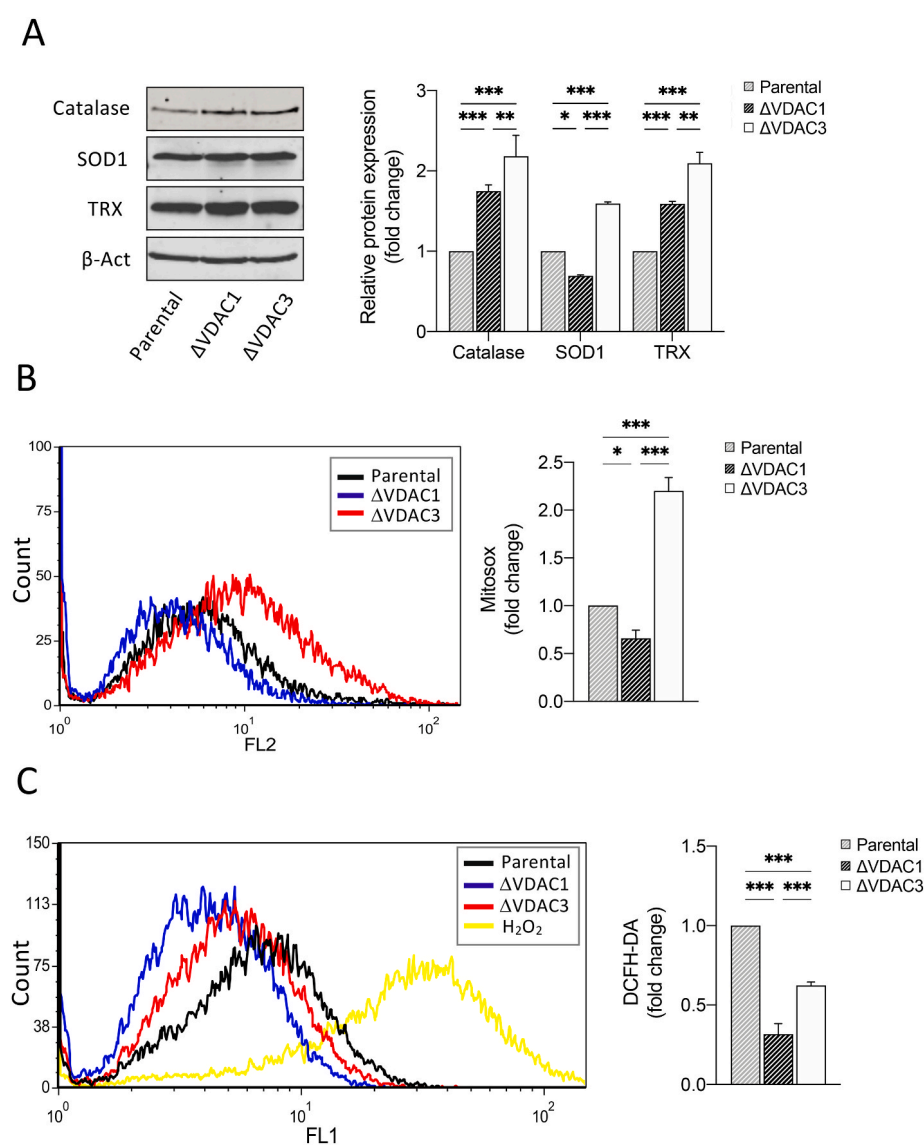 A
Catalase
SOD1
TRX
β-Act
Parental
ΔVDAC1
ΔVDAC3
Relative protein expression
(fold change)
3
2
1
0
*** *** ***
*** ** * *** *** **
Catalase SOD1 TRX
Parental
ΔVDAC1
ΔVDAC3
B
Count
100
75
50
25
0
10⁰ 10¹ 10²
FL2
Parental
ΔVDAC1
ΔVDAC3
Mitosox
(fold change)
2.5
2.0
1.0
0.5
0.0
***
* ***
Parental
ΔVDAC1
ΔVDAC3
C
Count
150
113
75
38
0
10⁰ 10¹ 10²
FL1
Parental
ΔVDAC1
ΔVDAC3
H₂O₂
DCFH-DA
(fold change)
1.5
1.0
0.5
0.0
***
*** ***
Parental
ΔVDAC1
ΔVDAC3